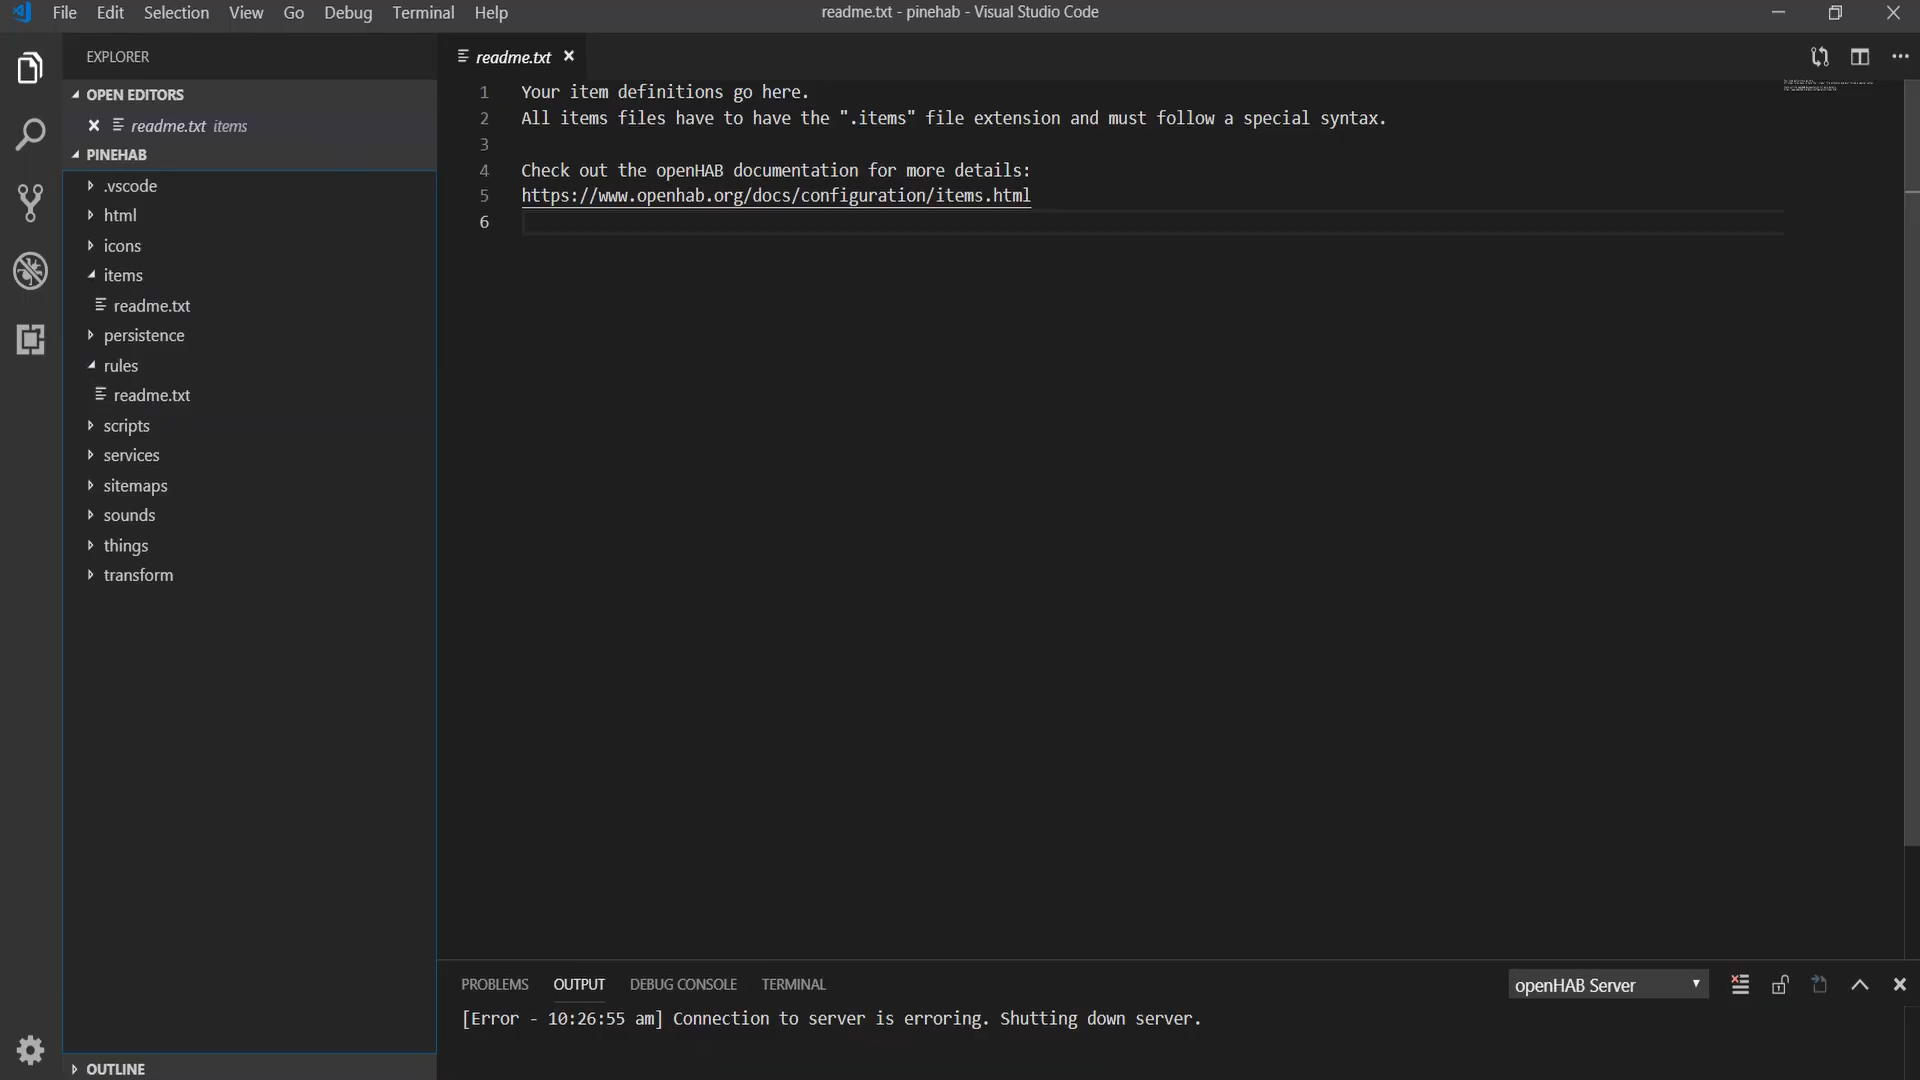 File Edit Selection View Go Debug Terminal Help
readme.txt - pinehab - Visual Studio Code
EXPLORER
OPEN EDITORS
readme.txt items
PINEHAB
.vscode
html
icons
items
readme.txt
persistence
rules
readme.txt
scripts
services
sitemaps
sounds
things
transform
OUTLINE
readme.txt
1 Your item definitions go here.
2 All items files have to have the ".items" file extension and must follow a special syntax.
3
4 Check out the openHAB documentation for more details:
5 https://www.openhab.org/docs/configuration/items.html
6
PROBLEMS OUTPUT DEBUG CONSOLE TERMINAL
openHAB Server
[Error - 10:26:55 am] Connection to server is erroring. Shutting down server.